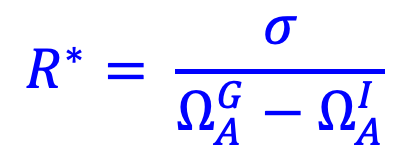 R* = σ / (Ω_A^G − Ω_A^I)